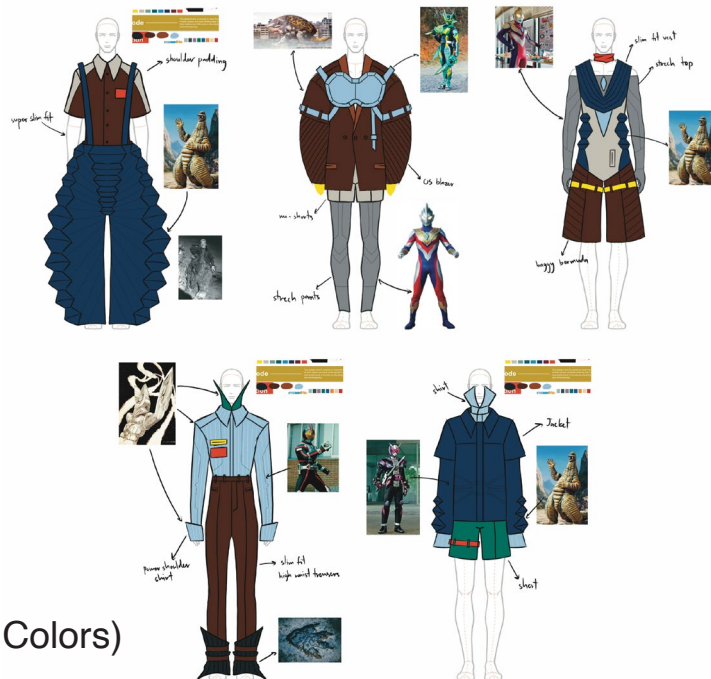 ode
shoulder padding
super slim fit
slim fit vest
strech top
mi-shorts
strech pants
baggy bermuda
shirt
Jacket
power shoulder
shirt
slim fit
high waist trousers
short
Colors)